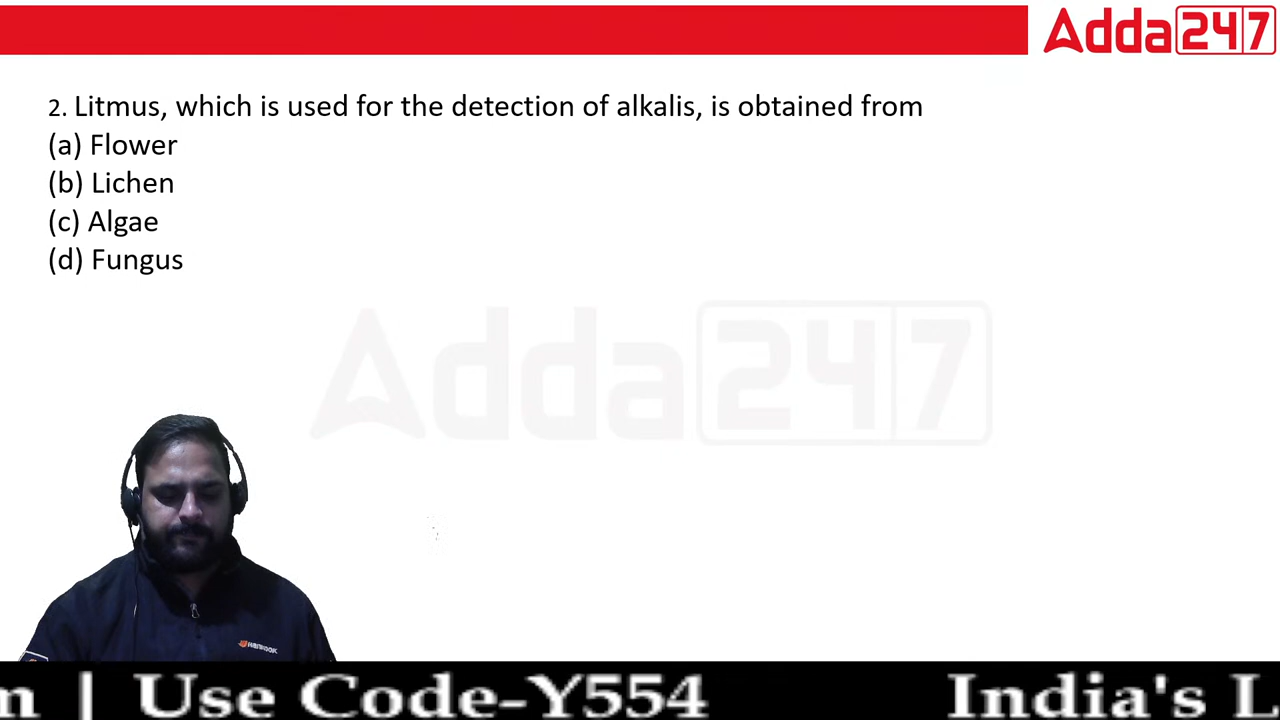 Adda247
2. Litmus, which is used for the detection of alkalis, is obtained from
(a) Flower
(b) Lichen
(c) Algae
(d) Fungus
Adda247
m | Use Code-Y554 India's L